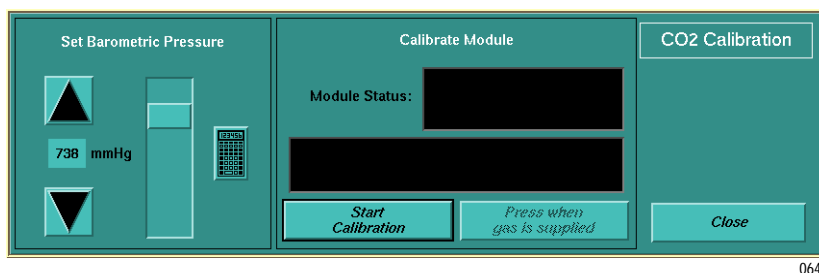 Set Barometric Pressure
738 mmHg
123456
Calibrate Module
Module Status:
Start
Calibration
Press when
gas is supplied
CO2 Calibration
Close
064